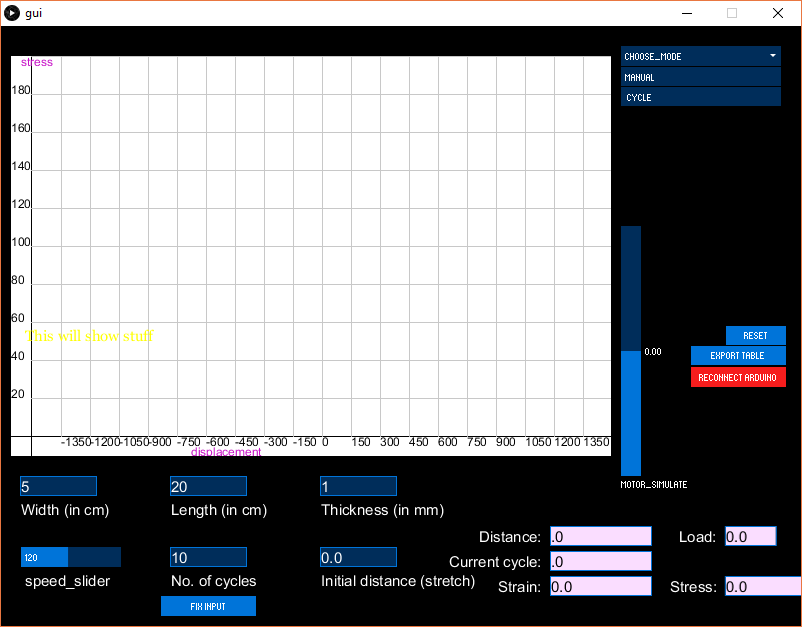 gui
stress
CHOOSE_MODE
MANUAL
CYCLE
180
160
140
120
100
80
60
This will show stuff
40
20
-1350 -1200 -1050 -900 -750 -600 -450 -300 -150 0 150 300 450 600 750 900 1050 1200 1350
displacement
0.00
RESET
EXPORT TABLE
RECONNECT ARDUINO
MOTOR_SIMULATE
5 20 1
Width (in cm) Length (in cm) Thickness (in mm)
Distance: .0 Load: 0.0
120 10 0.0
Current cycle: .0
speed_slider No. of cycles Initial distance (stretch)
Strain: 0.0 Stress: 0.0
FIX INPUT